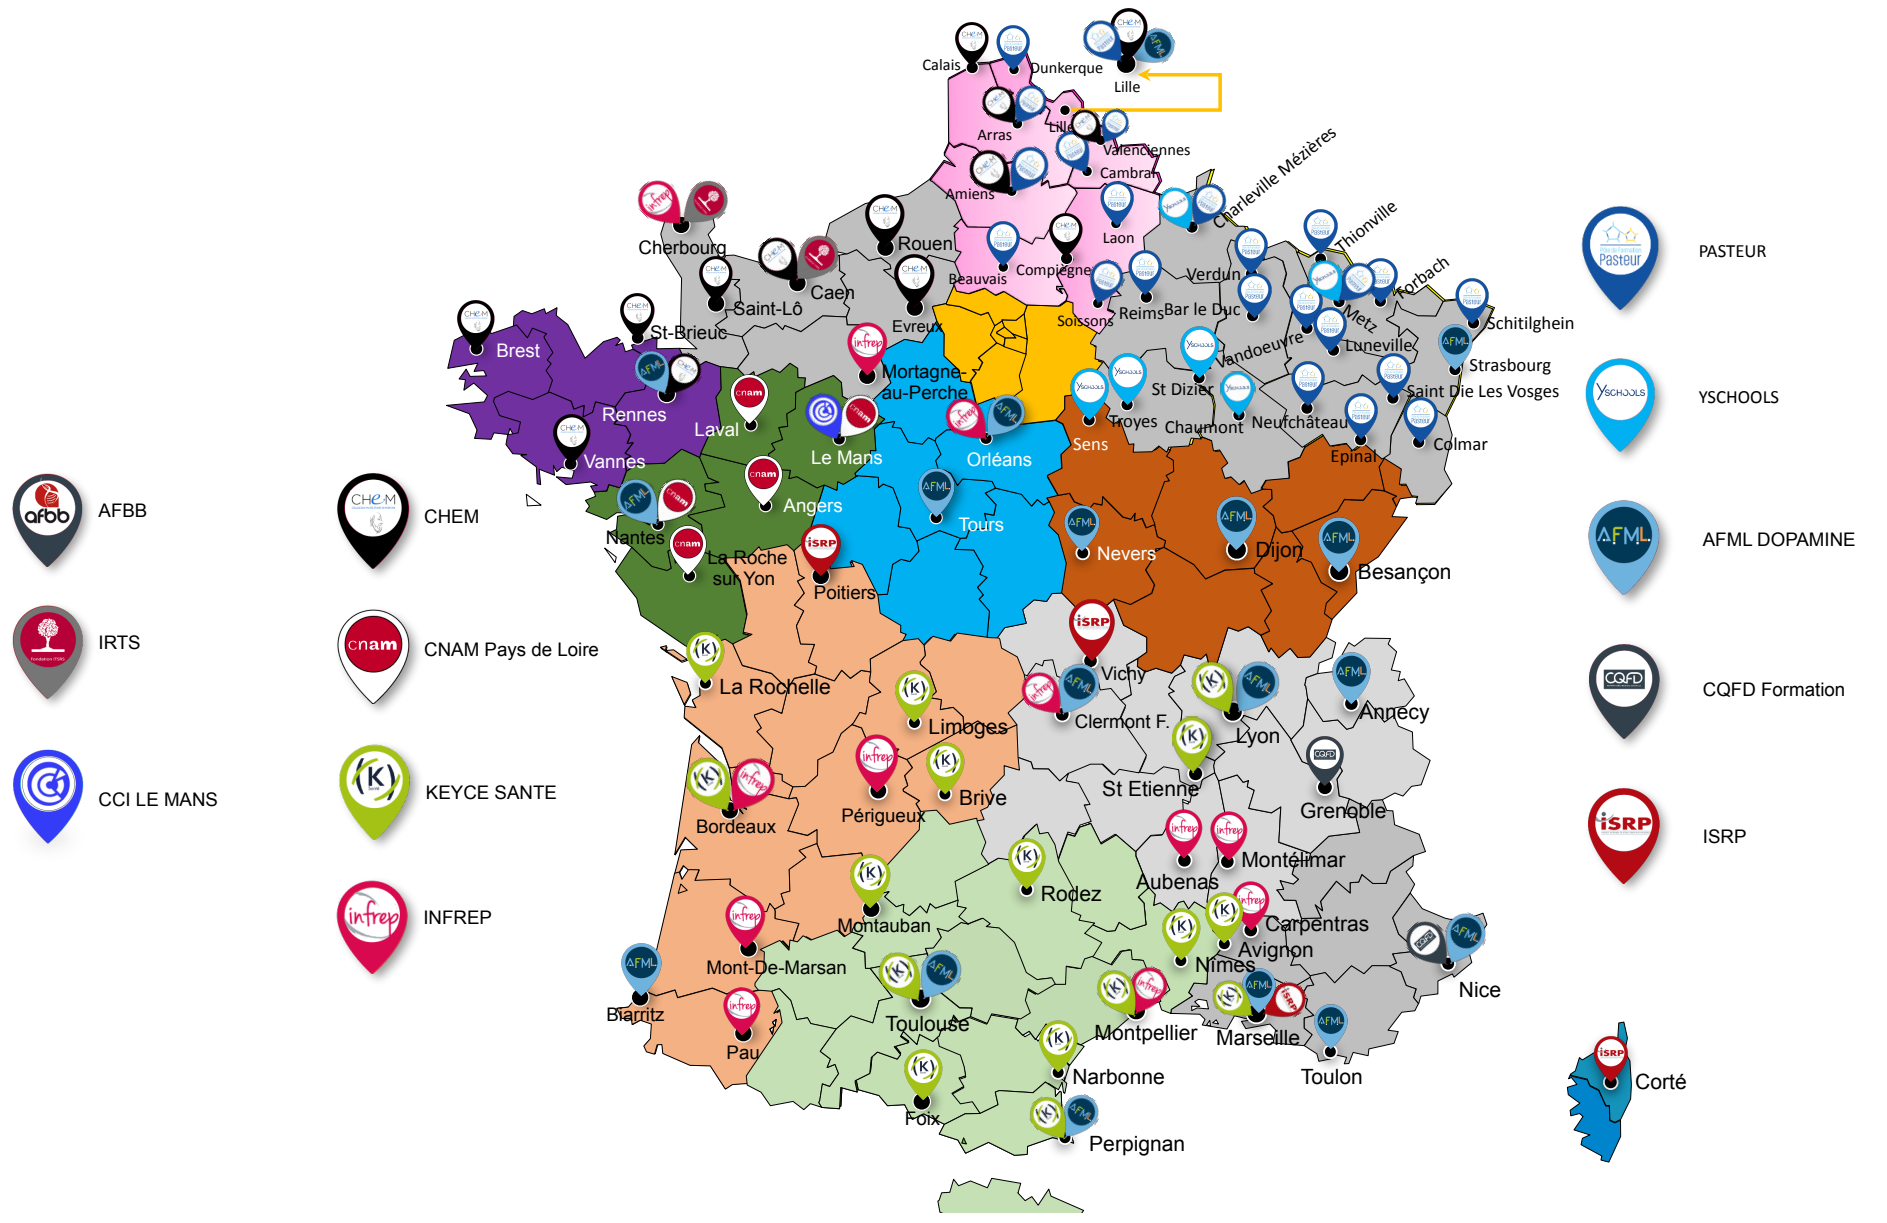 AFBB
IRTS
CCI LE MANS
CHEM
CNAM Pays de Loire
KEYCE SANTE
INFREP
Calais
Dunkerque
Lille
Arras
Lille
Valenciennes
Cambrai
Amiens
Charleville Mézières
Laon
Cherbourg
Rouen
Thionville
Beauvais
Compiègne
Verdun
Forbach
Caen
Saint-Lô
Evreux
Soissons
Reims
Bar le Duc
Metz
Schitilghein
Brest
St-Brieuc
Vandoeuvre
Luneville
Strasbourg
Mortagne-
au-Perche
St Dizier
Saint Die Les Vosges
Rennes
Laval
Troyes
Chaumont
Neufchâteau
Sens
Colmar
Epinal
Vannes
Le Mans
Orléans
Angers
Tours
Nantes
Nevers
Dijon
La Roche
sur Yon
Besançon
Poitiers
Vichy
La Rochelle
Limoges
Clermont F.
Lyon
Annecy
St Etienne
Brive
Périgueux
Bordeaux
Grenoble
Montélimar
Aubenas
Rodez
Montauban
Carpentras
Avignon
Nîmes
Mont-De-Marsan
Nice
Biarritz
Toulouse
Montpellier
Marseille
Pau
Toulon
Narbonne
Corté
Foix
Perpignan
PASTEUR
YSCHOOLS
AFML DOPAMINE
CQFD Formation
ISRP